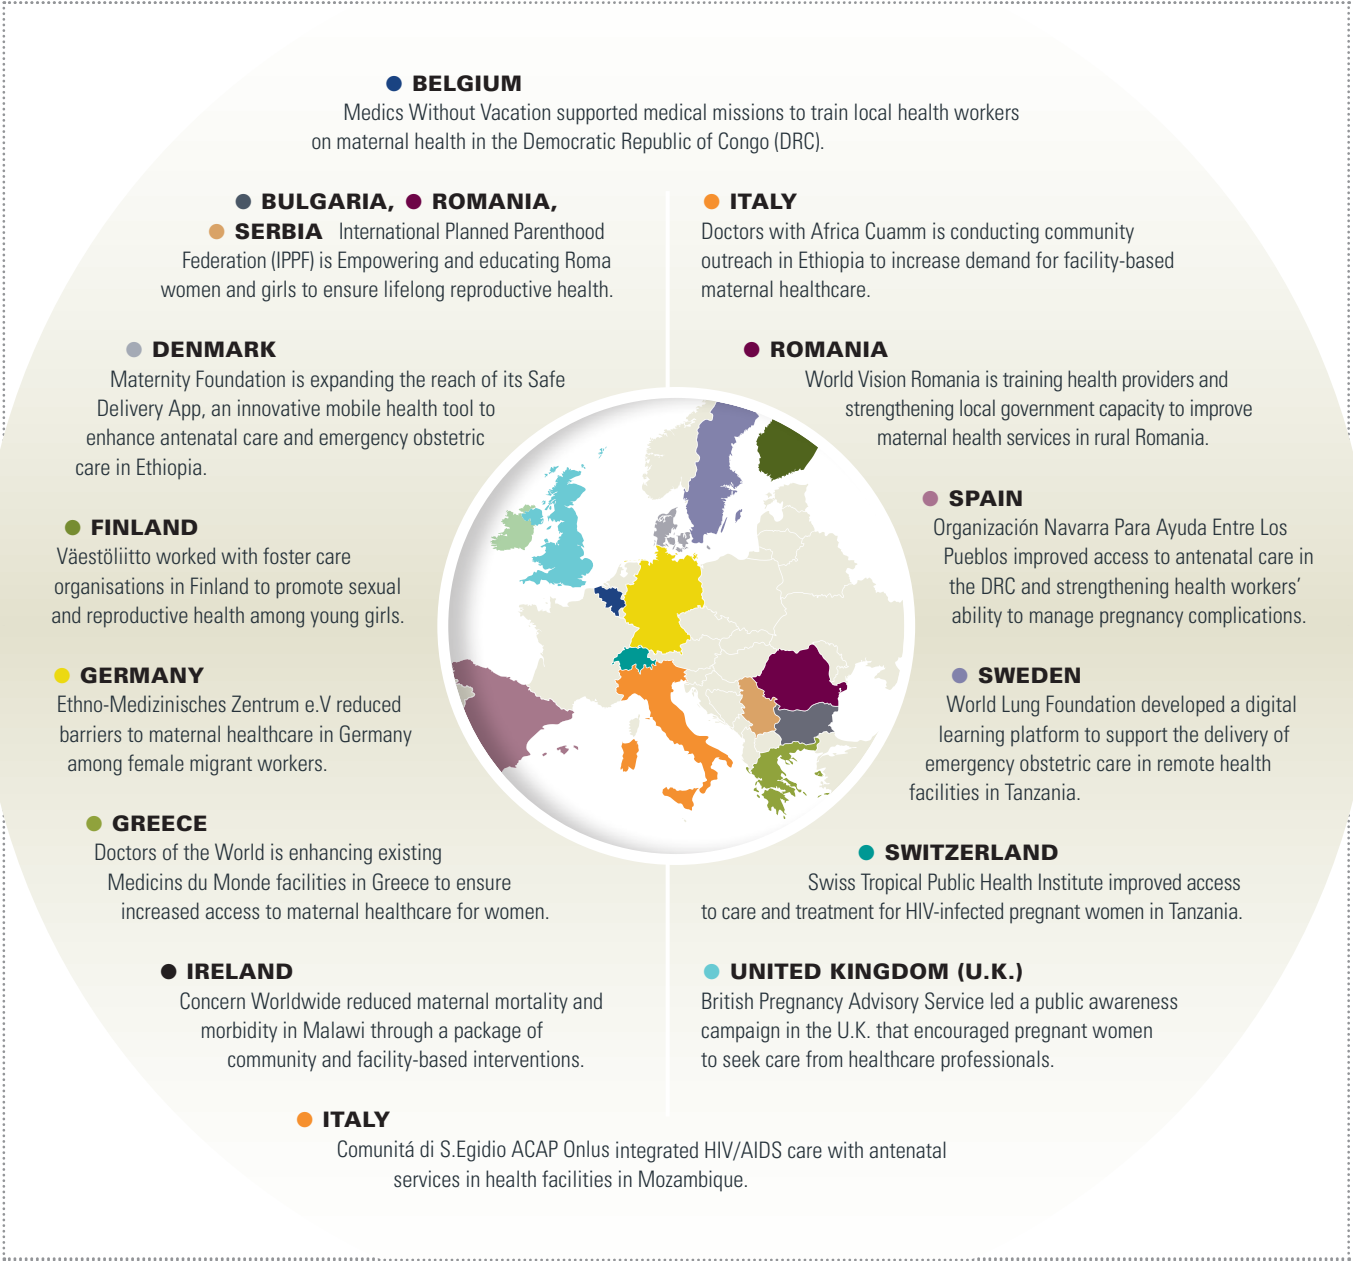 BELGIUM
Medics Without Vacation supported medical missions to train local health workers
on maternal health in the Democratic Republic of Congo (DRC).
BULGARIA, ROMANIA,
SERBIA International Planned Parenthood
Federation (IPPF) is Empowering and educating Roma
women and girls to ensure lifelong reproductive health.
DENMARK
Maternity Foundation is expanding the reach of its Safe
Delivery App, an innovative mobile health tool to
enhance antenatal care and emergency obstetric
care in Ethiopia.
FINLAND
Väestöliitto worked with foster care
organisations in Finland to promote sexual
and reproductive health among young girls.
GERMANY
Ethno-Medizinisches Zentrum e.V reduced
barriers to maternal healthcare in Germany
among female migrant workers.
GREECE
Doctors of the World is enhancing existing
Medicins du Monde facilities in Greece to ensure
increased access to maternal healthcare for women.
IRELAND
Concern Worldwide reduced maternal mortality and
morbidity in Malawi through a package of
community and facility-based interventions.
ITALY
Comunitá di S.Egidio ACAP Onlus integrated HIV/AIDS care with antenatal
services in health facilities in Mozambique.
ITALY
Doctors with Africa Cuamm is conducting community
outreach in Ethiopia to increase demand for facility-based
maternal healthcare.
ROMANIA
World Vision Romania is training health providers and
strengthening local government capacity to improve
maternal health services in rural Romania.
SPAIN
Organización Navarra Para Ayuda Entre Los
Pueblos improved access to antenatal care in
the DRC and strengthening health workers’
ability to manage pregnancy complications.
SWEDEN
World Lung Foundation developed a digital
learning platform to support the delivery of
emergency obstetric care in remote health
facilities in Tanzania.
SWITZERLAND
Swiss Tropical Public Health Institute improved access
to care and treatment for HIV-infected pregnant women in Tanzania.
UNITED KINGDOM (U.K.)
British Pregnancy Advisory Service led a public awareness
campaign in the U.K. that encouraged pregnant women
to seek care from healthcare professionals.